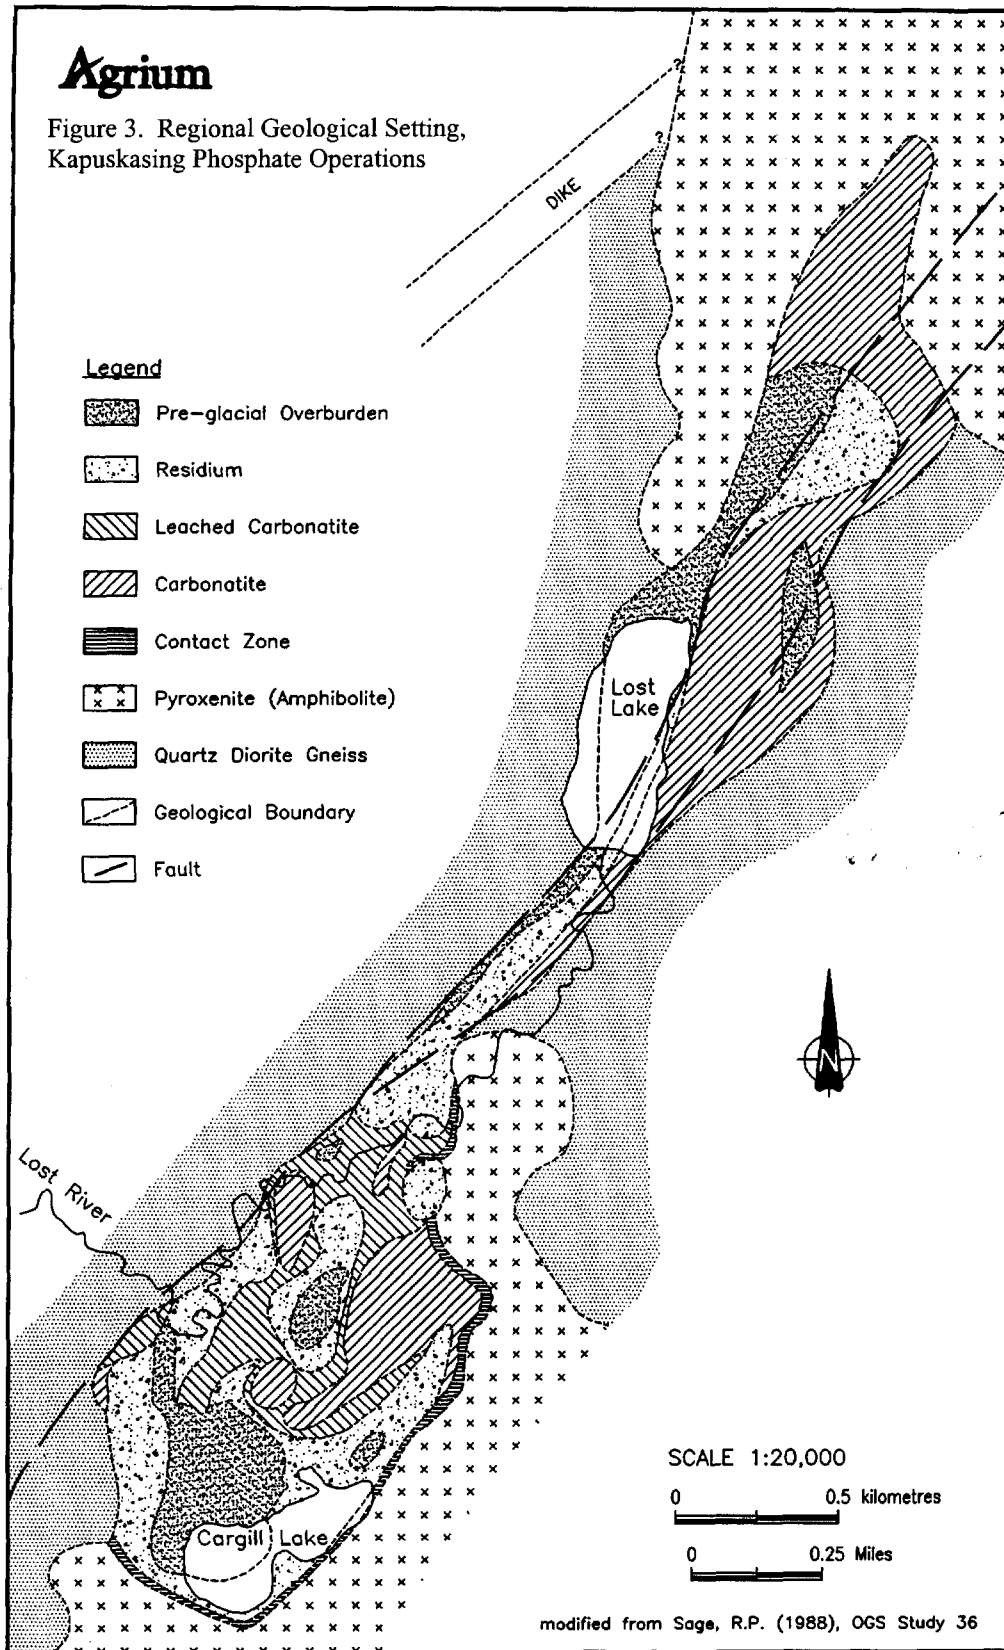 Agrium
Figure 3. Regional Geological Setting,
Kapuskasing Phosphate Operations
?
?
DIKE
Legend
Pre-glacial Overburden
Residium
Leached Carbonatite
Carbonatite
Contact Zone
Pyroxenite (Amphibolite)
Quartz Diorite Gneiss
Geological Boundary
Fault
Lost
Lake
N
Lost River
Cargill Lake
SCALE 1:20,000
0 0.5 kilometres
0 0.25 Miles
modified from Sage, R.P. (1988), OGS Study 36